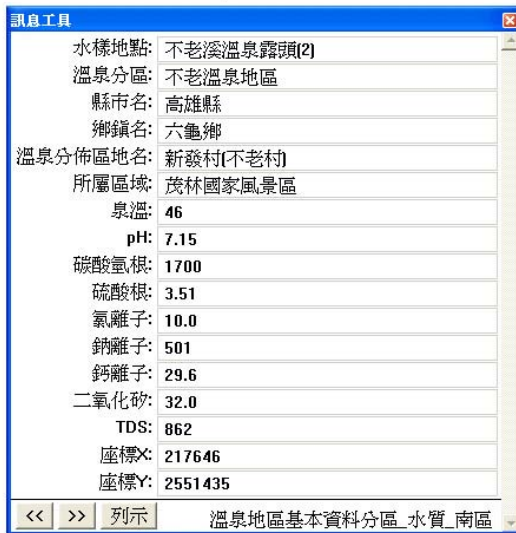 訊息工具
水樣地點: 不老溪溫泉露頭(2)
溫泉分區: 不老溫泉地區
縣市名: 高雄縣
鄉鎮名: 六龜鄉
溫泉分佈區地名: 新發村(不老村)
所屬區域: 茂林國家風景區
泉溫: 46
pH: 7.15
碳酸氫根: 1700
硫酸根: 3.51
氯離子: 10.0
鈉離子: 501
鈣離子: 29.6
二氧化矽: 32.0
TDS: 862
座標X: 217646
座標Y: 2551435
<< >> 列示 溫泉地區基本資料分區_水質_南區